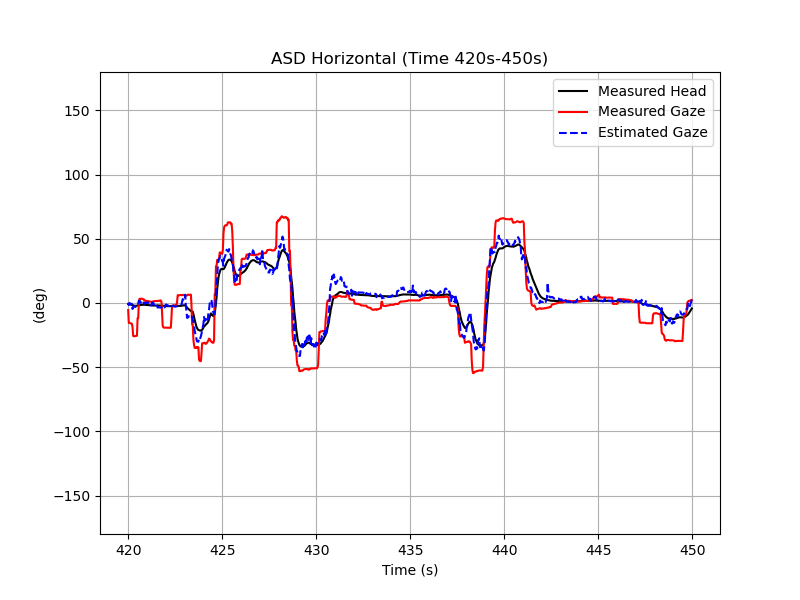 ASD Horizontal (Time 420s-450s)
Measured Head
Measured Gaze
Estimated Gaze
150
100
50
0
−50
−100
−150
(deg)
420 425 430 435 440 445 450
Time (s)